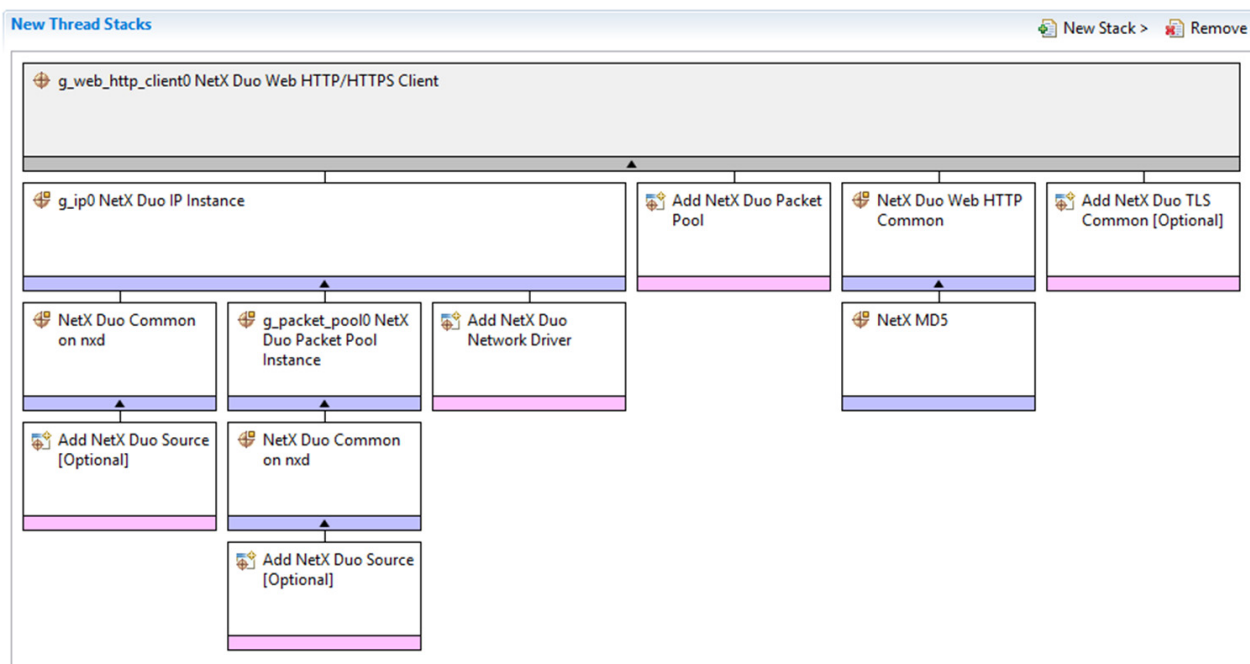 New Thread Stacks
New Stack >
Remove
g_web_http_client0 NetX Duo Web HTTP/HTTPS Client
g_ip0 NetX Duo IP Instance
Add NetX Duo Packet
Pool
NetX Duo Web HTTP
Common
Add NetX Duo TLS
Common [Optional]
NetX Duo Common
on nxd
g_packet_pool0 NetX
Duo Packet Pool
Instance
Add NetX Duo
Network Driver
NetX MD5
Add NetX Duo Source
[Optional]
NetX Duo Common
on nxd
Add NetX Duo Source
[Optional]